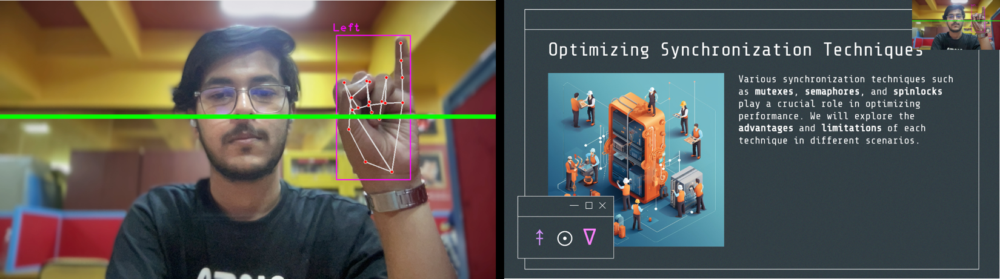 Left
Optimizing Synchronization Techniques
Various synchronization techniques such
as mutexes, semaphores, and spinlocks
play a crucial role in optimizing
performance. We will explore the
advantages and limitations of each
technique in different scenarios.